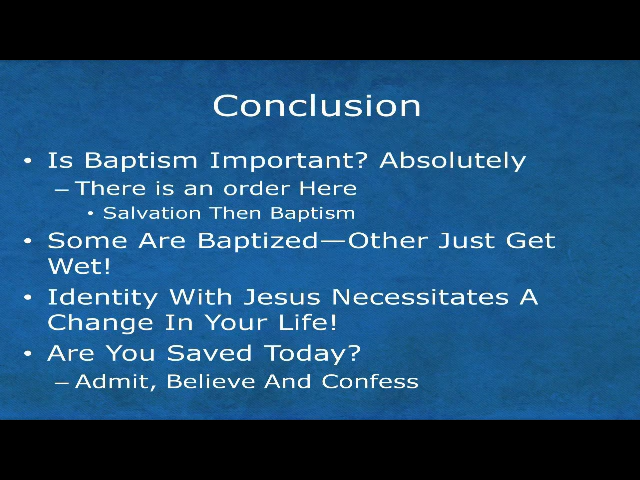 Conclusion
• Is Baptism Important? Absolutely
– There is an order Here
• Salvation Then Baptism
• Some Are Baptized—Other Just Get
Wet!
• Identity With Jesus Necessitates A
Change In Your Life!
• Are You Saved Today?
– Admit, Believe And Confess